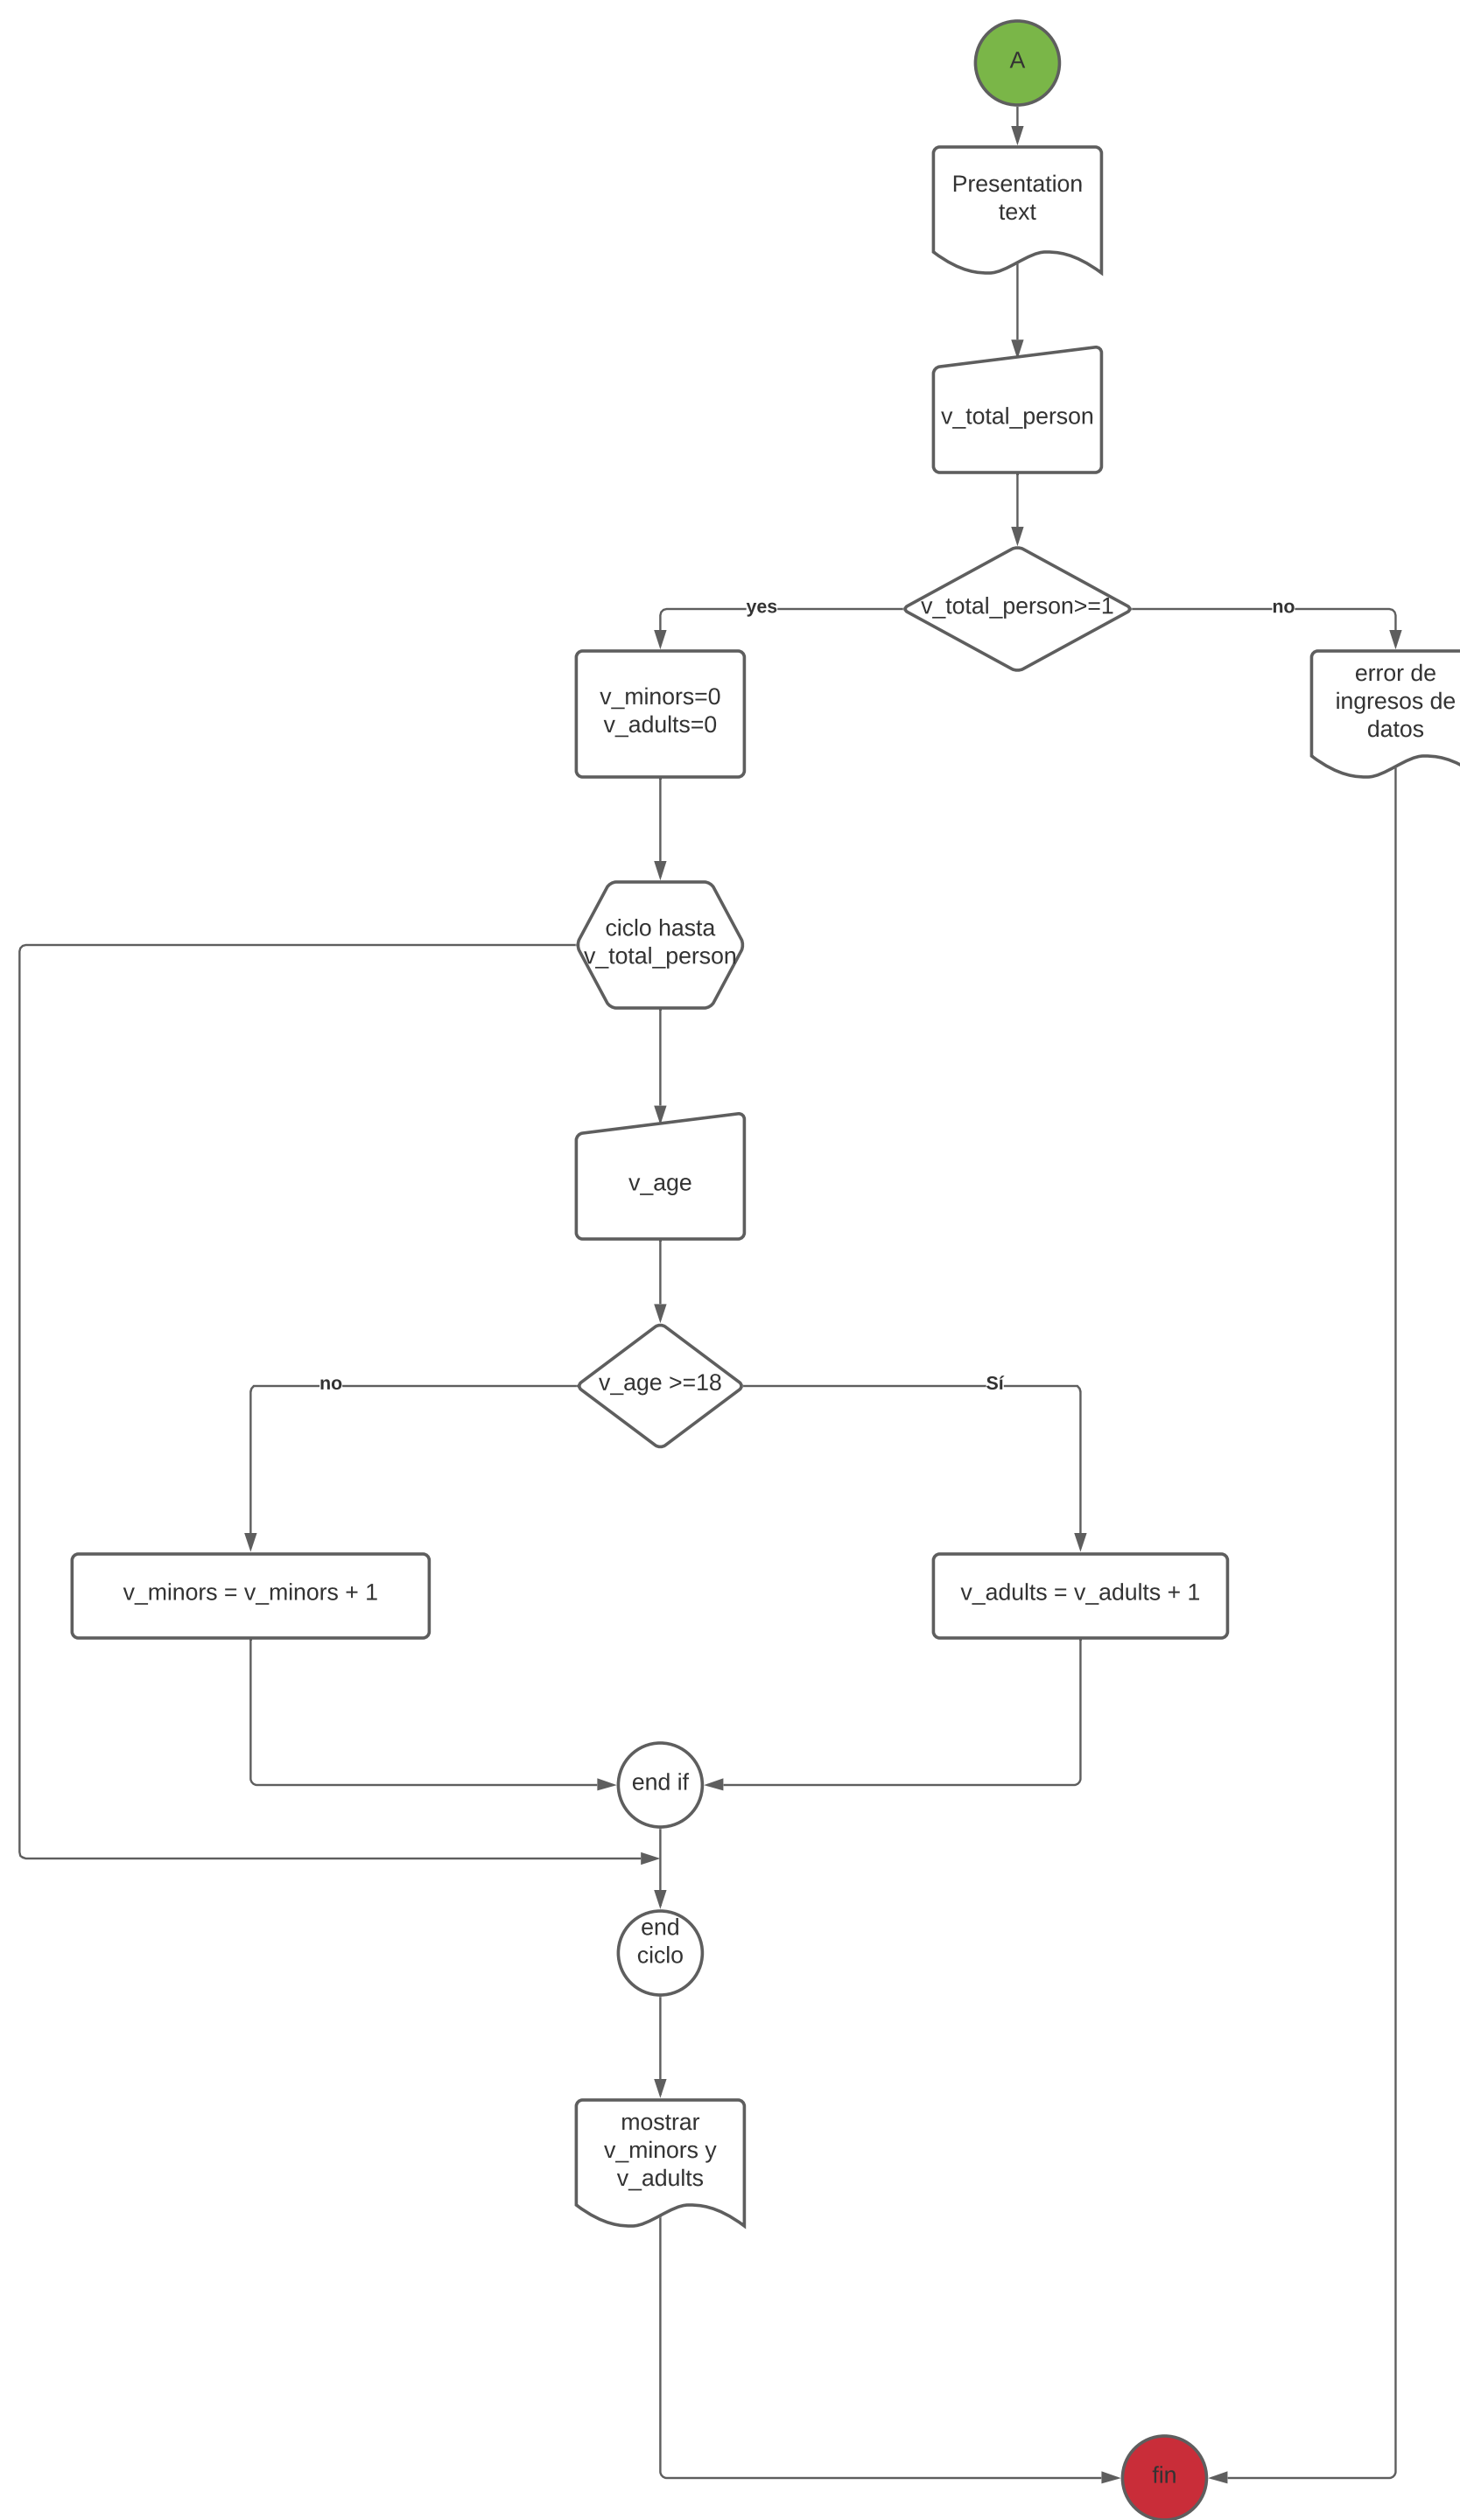 A
Presentation
text
v_total_person
v_total_person>=1
yes
no
v_minors=0
v_adults=0
error de
ingresos de
datos
ciclo hasta
v_total_person
v_age
v_age >=18
no
Sí
v_minors = v_minors + 1
v_adults = v_adults + 1
end if
end
ciclo
mostrar
v_minors y
v_adults
fin